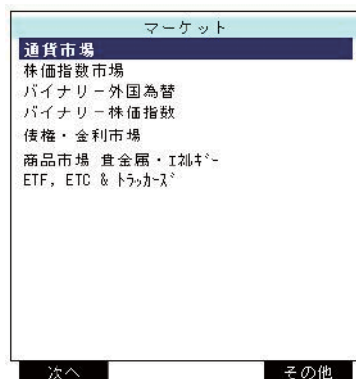 マーケット
通貨市場
株価指数市場
バイナリー外国為替
バイナリー株価指数
債権・金利市場
商品市場 貴金属・ｴﾈﾙｷﾞｰ
ETF, ETC & ﾄﾗｯｶｰｽﾞ
次へ
その他